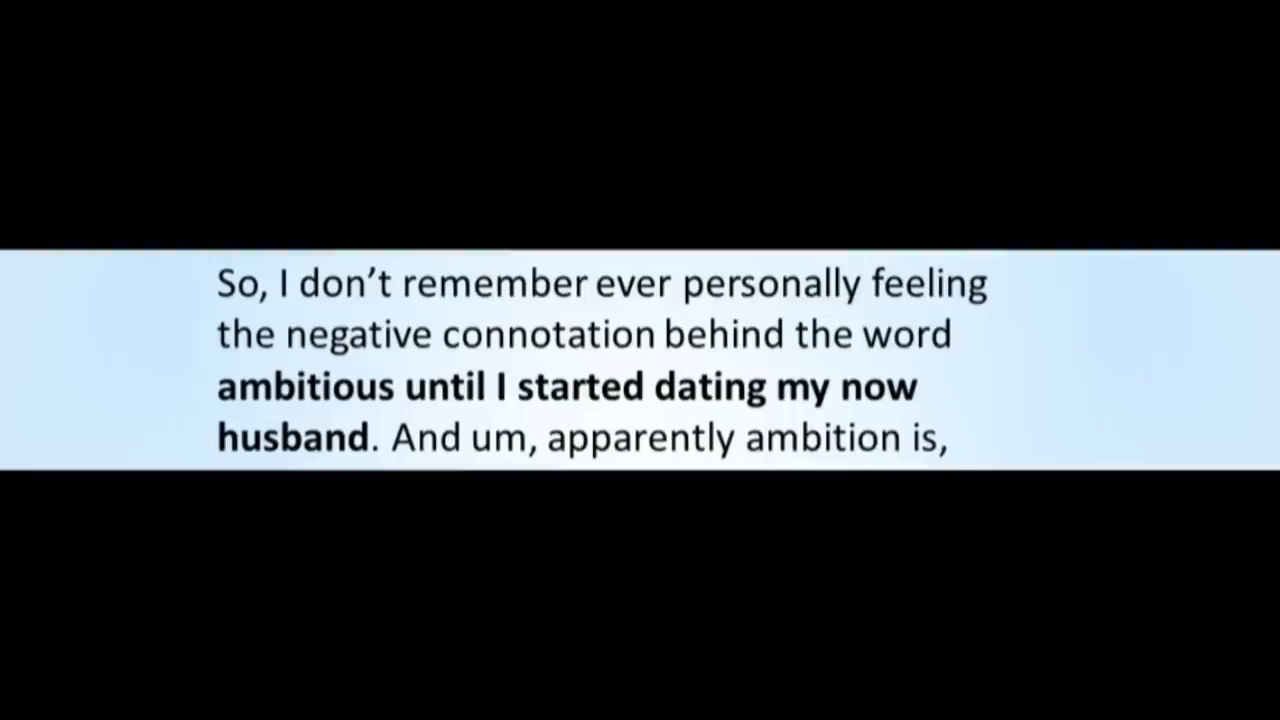 So, I don’t remember ever personally feeling
the negative connotation behind the word
ambitious until I started dating my now
husband. And um, apparently ambition is,